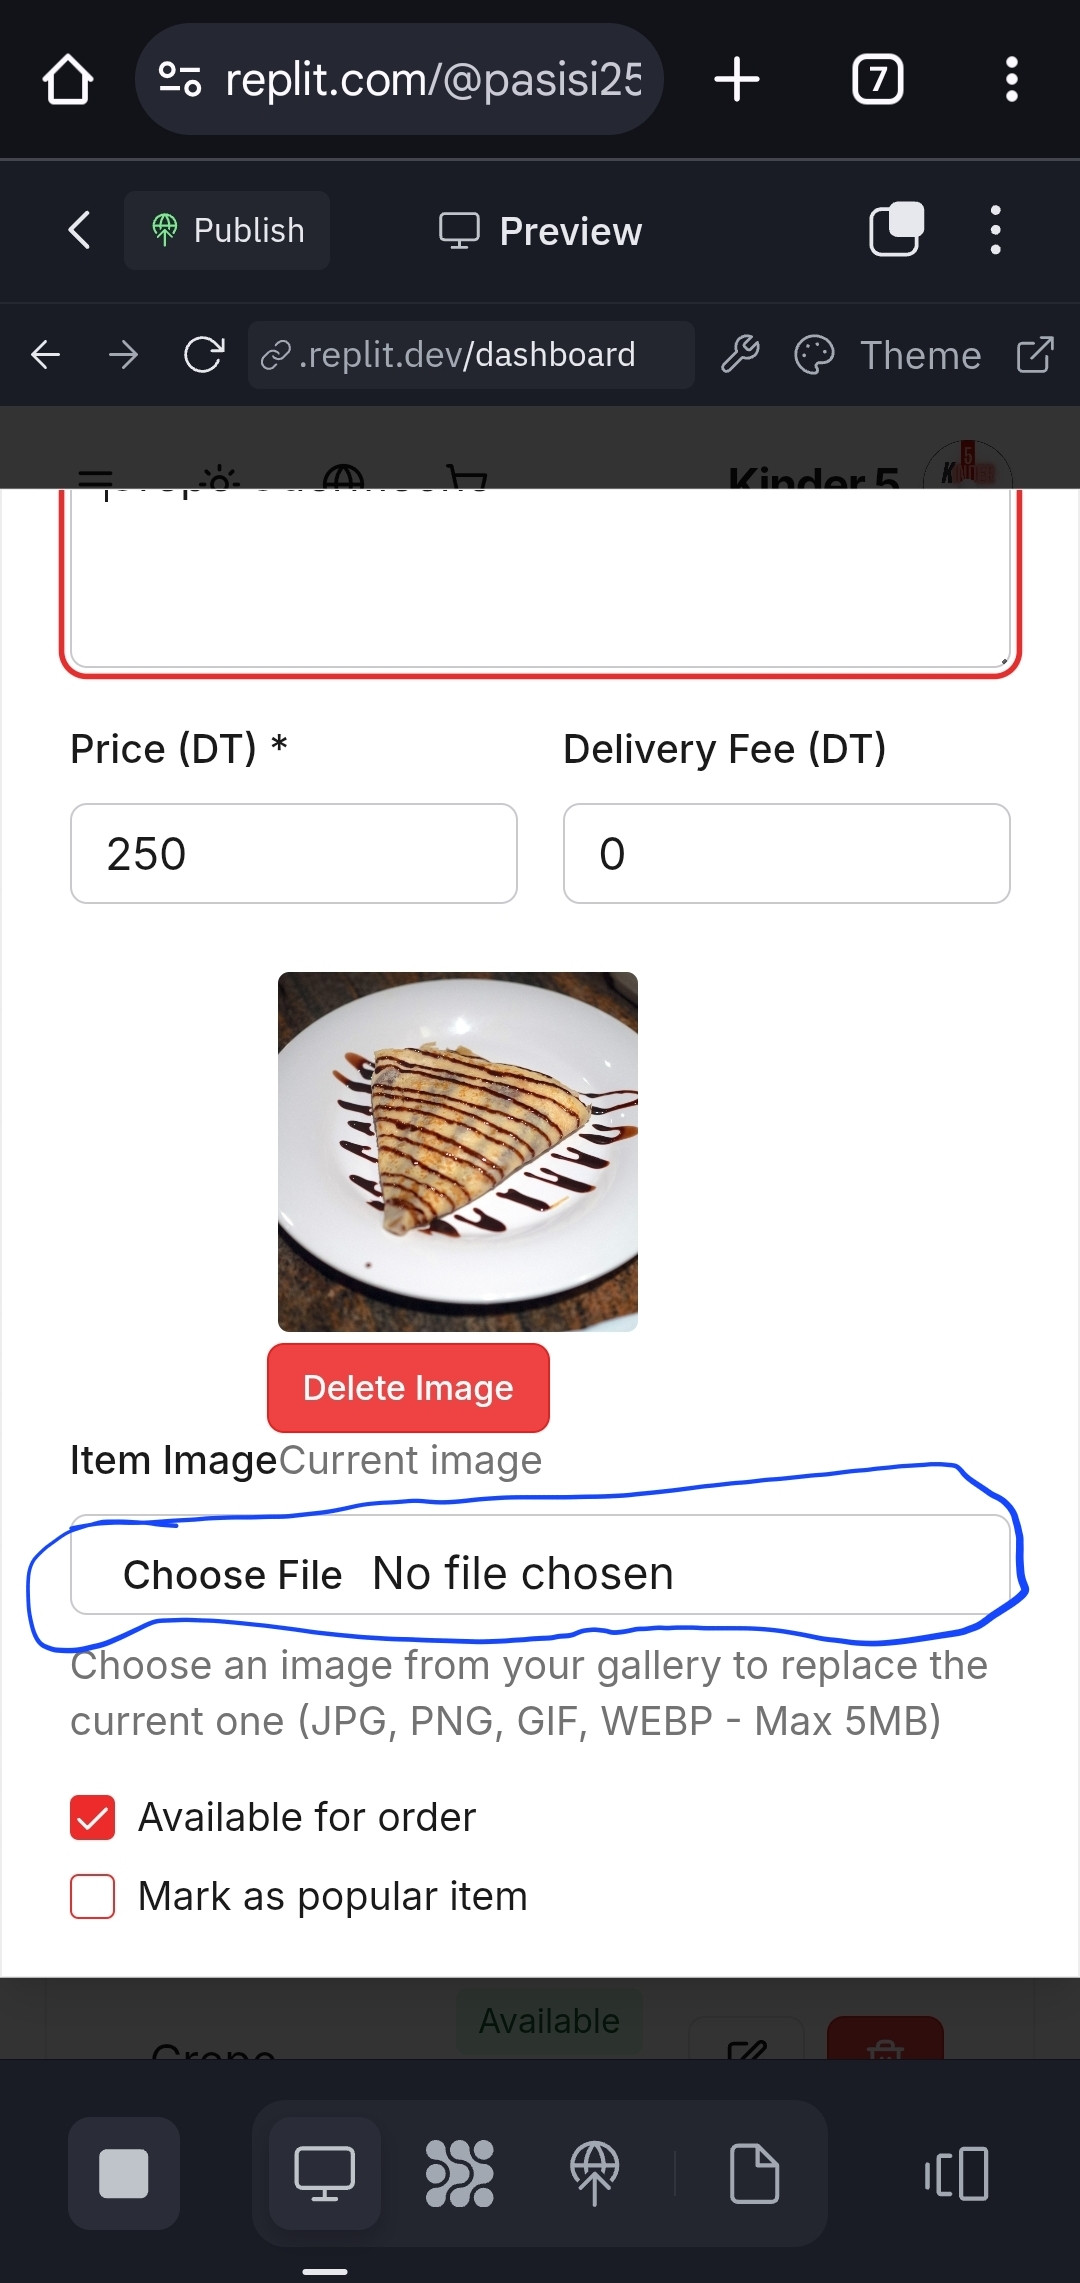 replit.com/@pasisi25
7
Publish
Preview
.replit.dev/dashboard
Theme
Kinder 5
Price (DT) *
Delivery Fee (DT)
250
0
Delete Image
Item Image
Current image
Choose File No file chosen
Choose an image from your gallery to replace the
current one (JPG, PNG, GIF, WEBP - Max 5MB)
Available for order
Mark as popular item
Available
Crepe